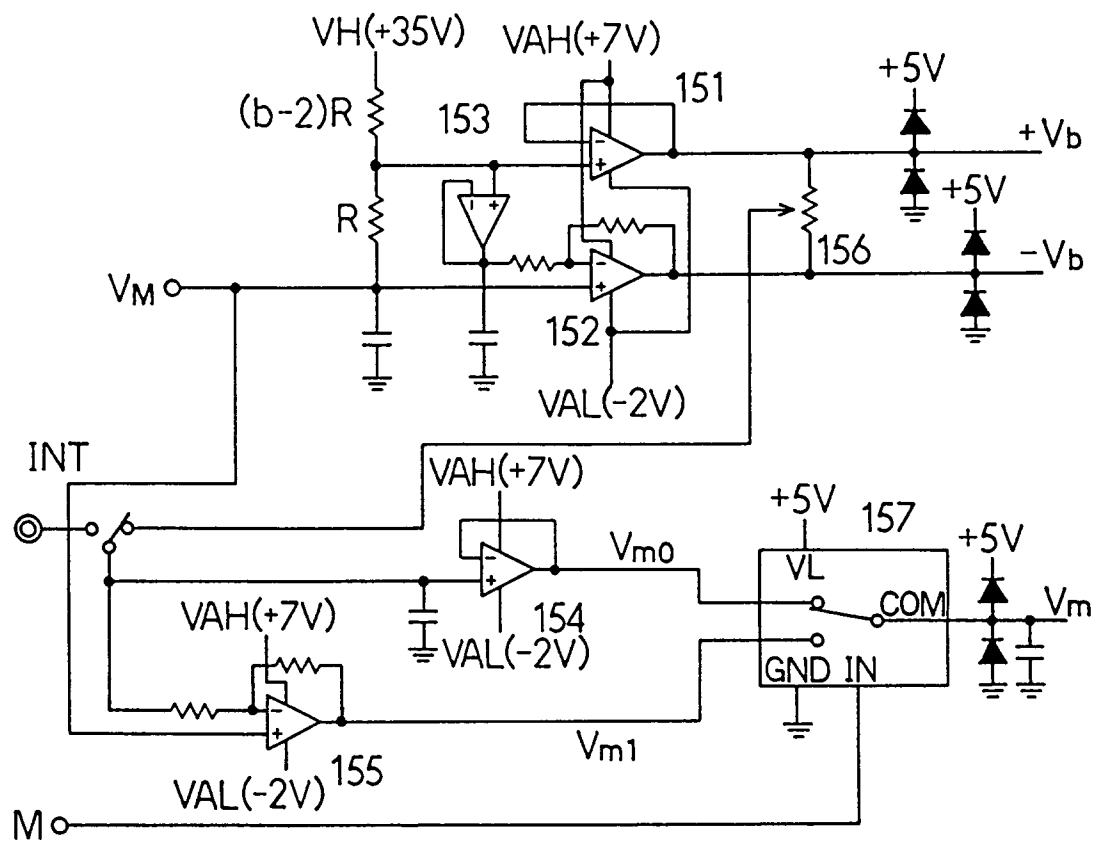 VH(+35V)
VAH(+7V)
151
+5V
(b-2)R
153
+Vb
-
+
+5V
R
-
+
156
-Vb
VM
-
+
152
VAL(-2V)
INT
VAH(+7V)
+5V
157
+5V
Vm0
VL
-
+
COM
Vm
VAH(+7V)
154
VAL(-2V)
GND IN
-
+
Vm1
155
VAL(-2V)
M